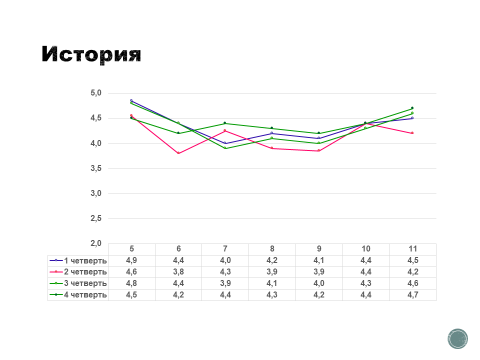 История
5,0
4,5
4,0
3,5
3,0
2,5
2,0
5 6 7 8 9 10 11
1 четверть 4,9 4,4 4,0 4,2 4,1 4,4 4,5
2 четверть 4,6 3,8 4,3 3,9 3,9 4,4 4,2
3 четверть 4,8 4,4 3,9 4,1 4,0 4,3 4,6
4 четверть 4,5 4,2 4,4 4,3 4,2 4,4 4,7